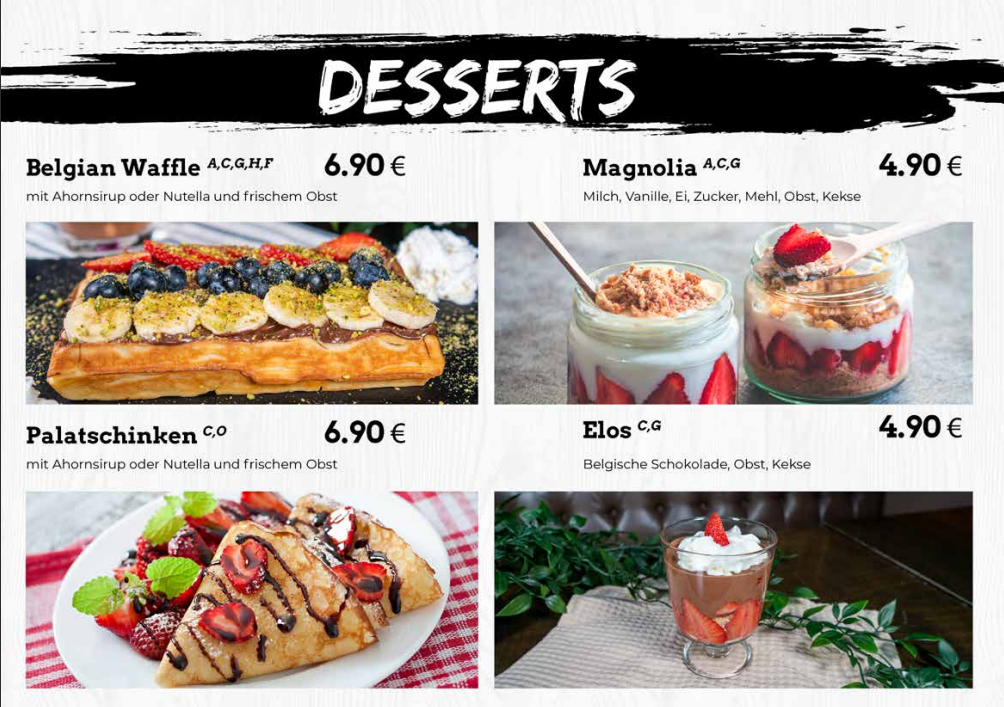 DESSERTS
Belgian Waffle A,C,G,H,F 6.90 €
mit Ahornsirup oder Nutella und frischem Obst
Magnolia A,C,G 4.90 €
Milch, Vanille, Ei, Zucker, Mehl, Obst, Kekse
Palatschinken C,O 6.90 €
mit Ahornsirup oder Nutella und frischem Obst
Elos C,G 4.90 €
Belgische Schokolade, Obst, Kekse